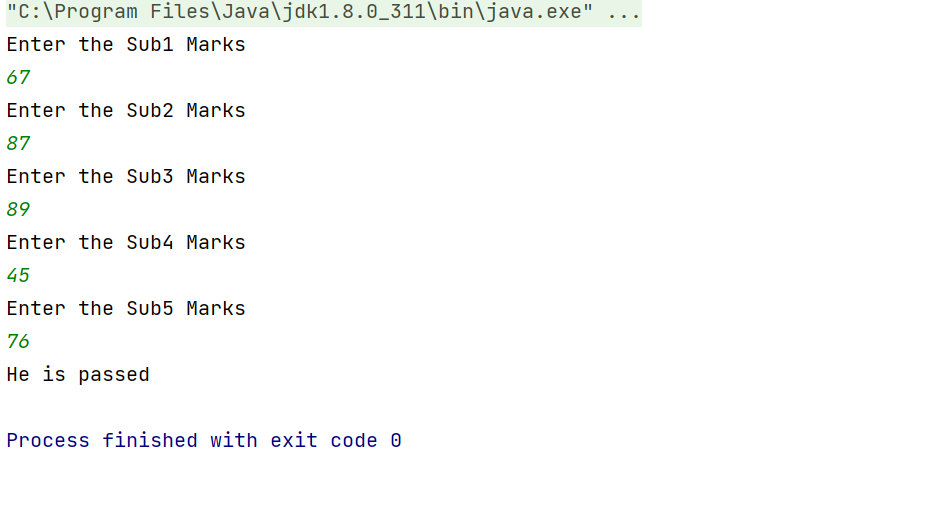 "C:\Program Files\Java\jdk1.8.0_311\bin\java.exe" ...
Enter the Sub1 Marks
67
Enter the Sub2 Marks
87
Enter the Sub3 Marks
89
Enter the Sub4 Marks
45
Enter the Sub5 Marks
76
He is passed
Process finished with exit code 0